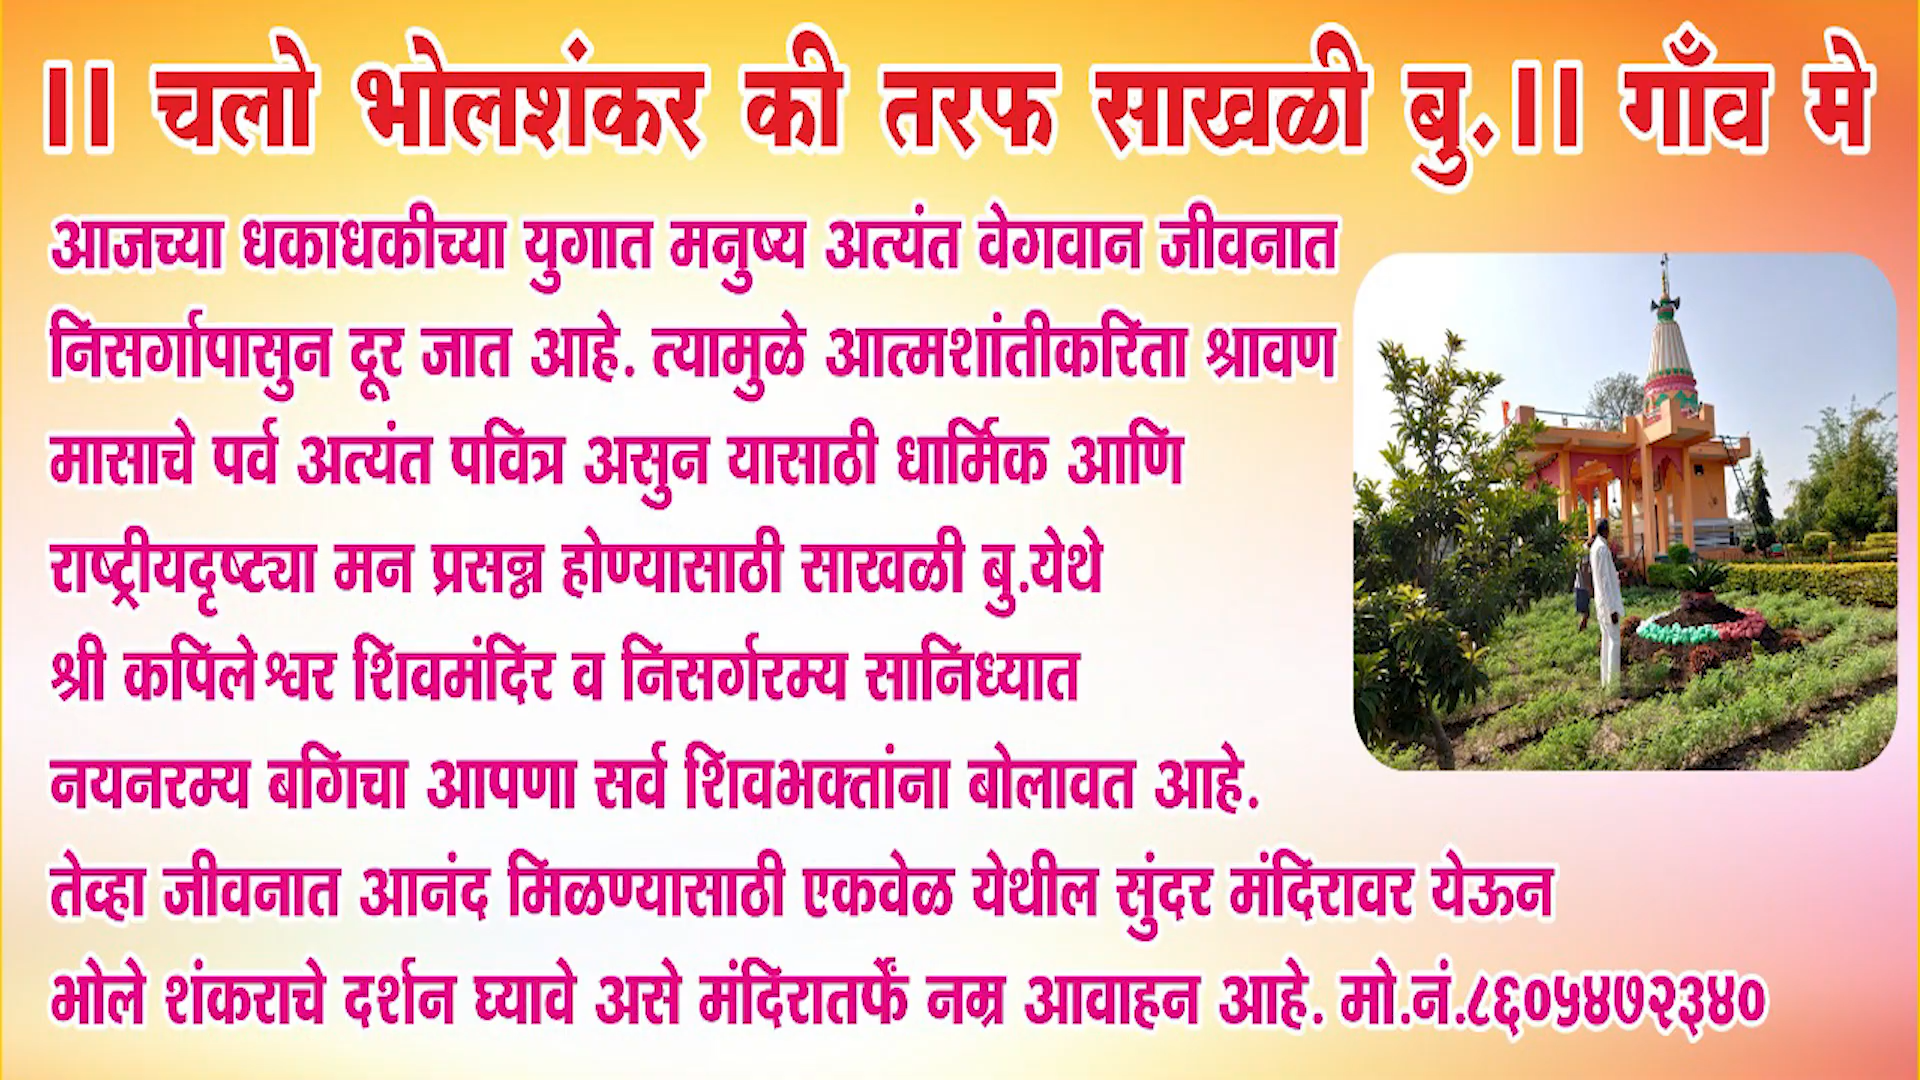 ।। चलो भोलशंकर की तरफ साखळी बु.।। गाँव मे
आजच्या धकाधकीच्या युगात मनुष्य अत्यंत वेगवान जीवनात
निसर्गापासुन दूर जात आहे. त्यामुळे आत्मशांतीकरिता श्रावण
मासाचे पर्व अत्यंत पवित्र असुन यासाठी धार्मिक आणि
राष्ट्रीयदृष्ट्या मन प्रसन्न होण्यासाठी साखळी बु.येथे
श्री कपिलेश्वर शिवमंदिर व निसर्गरम्य सानिध्यात
नयनरम्य बगिचा आपणा सर्व शिवभक्तांना बोलावत आहे.
तेव्हा जीवनात आनंद मिळण्यासाठी एकवेळ येथील सुंदर मंदिरावर येऊन
भोले शंकराचे दर्शन घ्यावे असे मंदिरातर्फे नम्र आवाहन आहे. मो.नं.८६०५४७२३४०